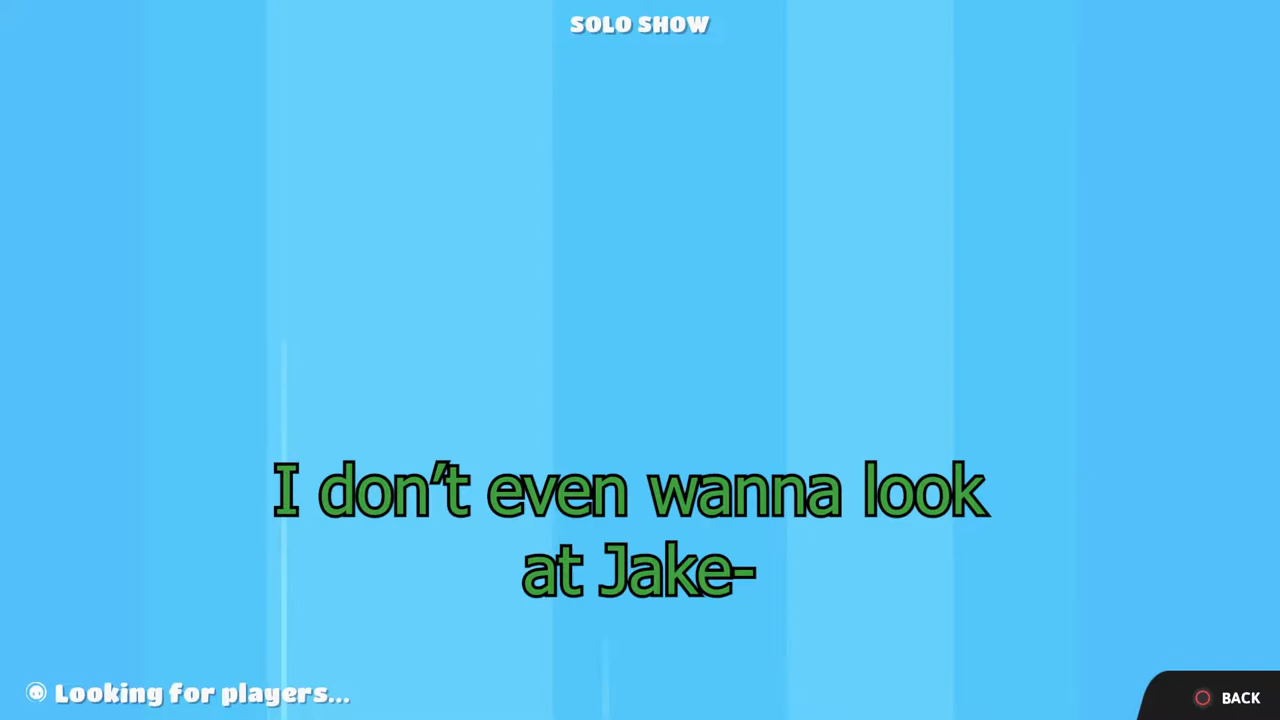 SOLO SHOW
I don't even wanna look
at Jake-
Looking for players...
BACK